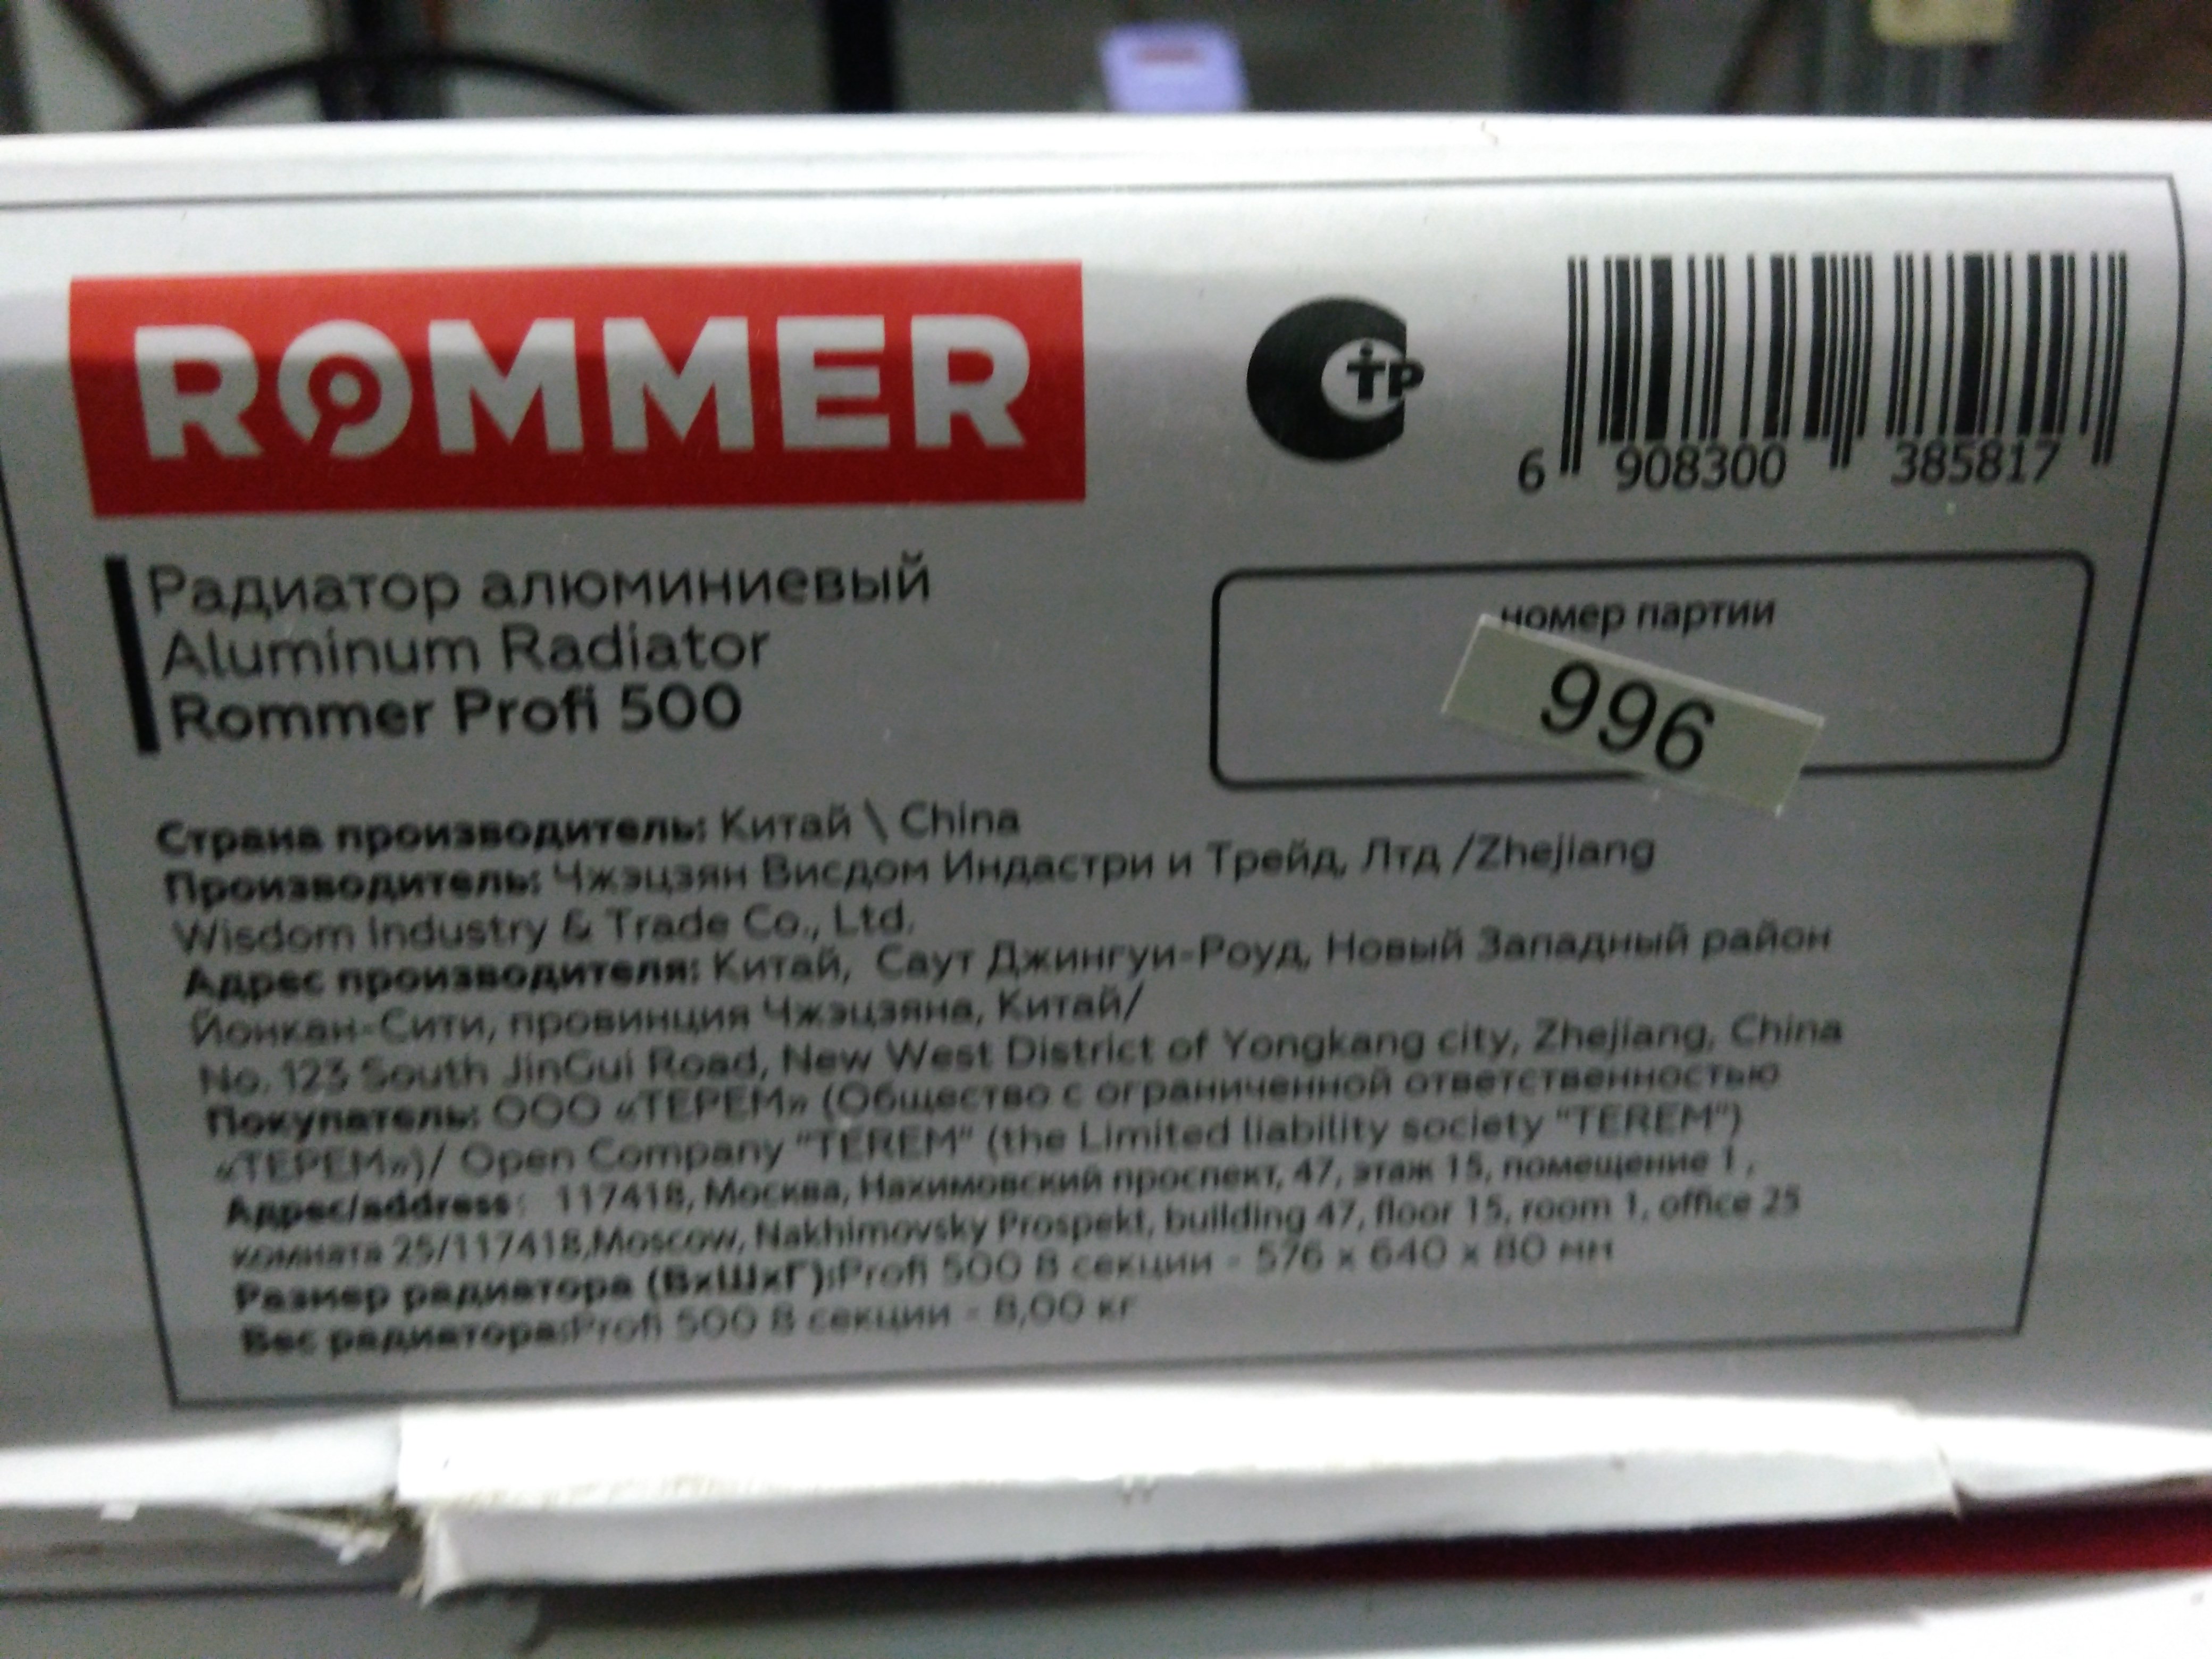 ROMMER
тр
6 908300 385817
Радиатор алюминиевый
Aluminum Radiator
Rommer Profi 500
номер партии
996
Страна производитель: Китай \ China
Производитель: Чжэцзян Висдом Индастри и Трейд, Лтд /Zhejiang
Wisdom Industry & Trade Co., Ltd.
Адрес производителя: Китай, Саут Джингуи-Роуд, Новый Западный район
Йонкан-Сити, провинция Чжэцзяна, Китай/
No. 123 South JinGui Road, New West District of Yongkang city, Zhejiang, China
Покупатель: ООО «ТЕРЕМ» (Общество с ограниченной ответственностью
«ТЕРЕМ»)/ Open Company "TEREM" (the Limited liability society "TEREM")
Адрес/address: 117418, Москва, Нахимовский проспект, 47, этаж 15, помещение 1,
комната 25/117418,Moscow, Nakhimovsky Prospekt, building 47, floor 15, room 1, office 25
Размер радиатора (ВхШхГ):Profi 500 8 секции - 576 х 640 х 80 мм
Вес радиатора:Profi 500 8 секции - 8,00 кг